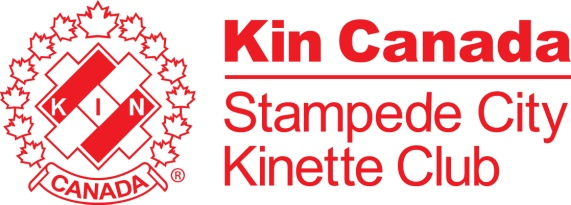 KIN
CANADA
®
Kin Canada
Stampede City
Kinette Club